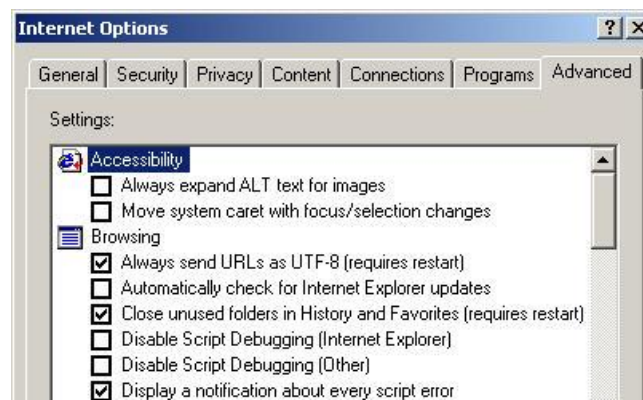 Internet Options
General Security Privacy Content Connections Programs Advanced
Settings:
Accessibility
Always expand ALT text for images
Move system caret with focus/selection changes
Browsing
Always send URLs as UTF-8 (requires restart)
Automatically check for Internet Explorer updates
Close unused folders in History and Favorites (requires restart)
Disable Script Debugging (Internet Explorer)
Disable Script Debugging (Other)
Display a notification about every script error